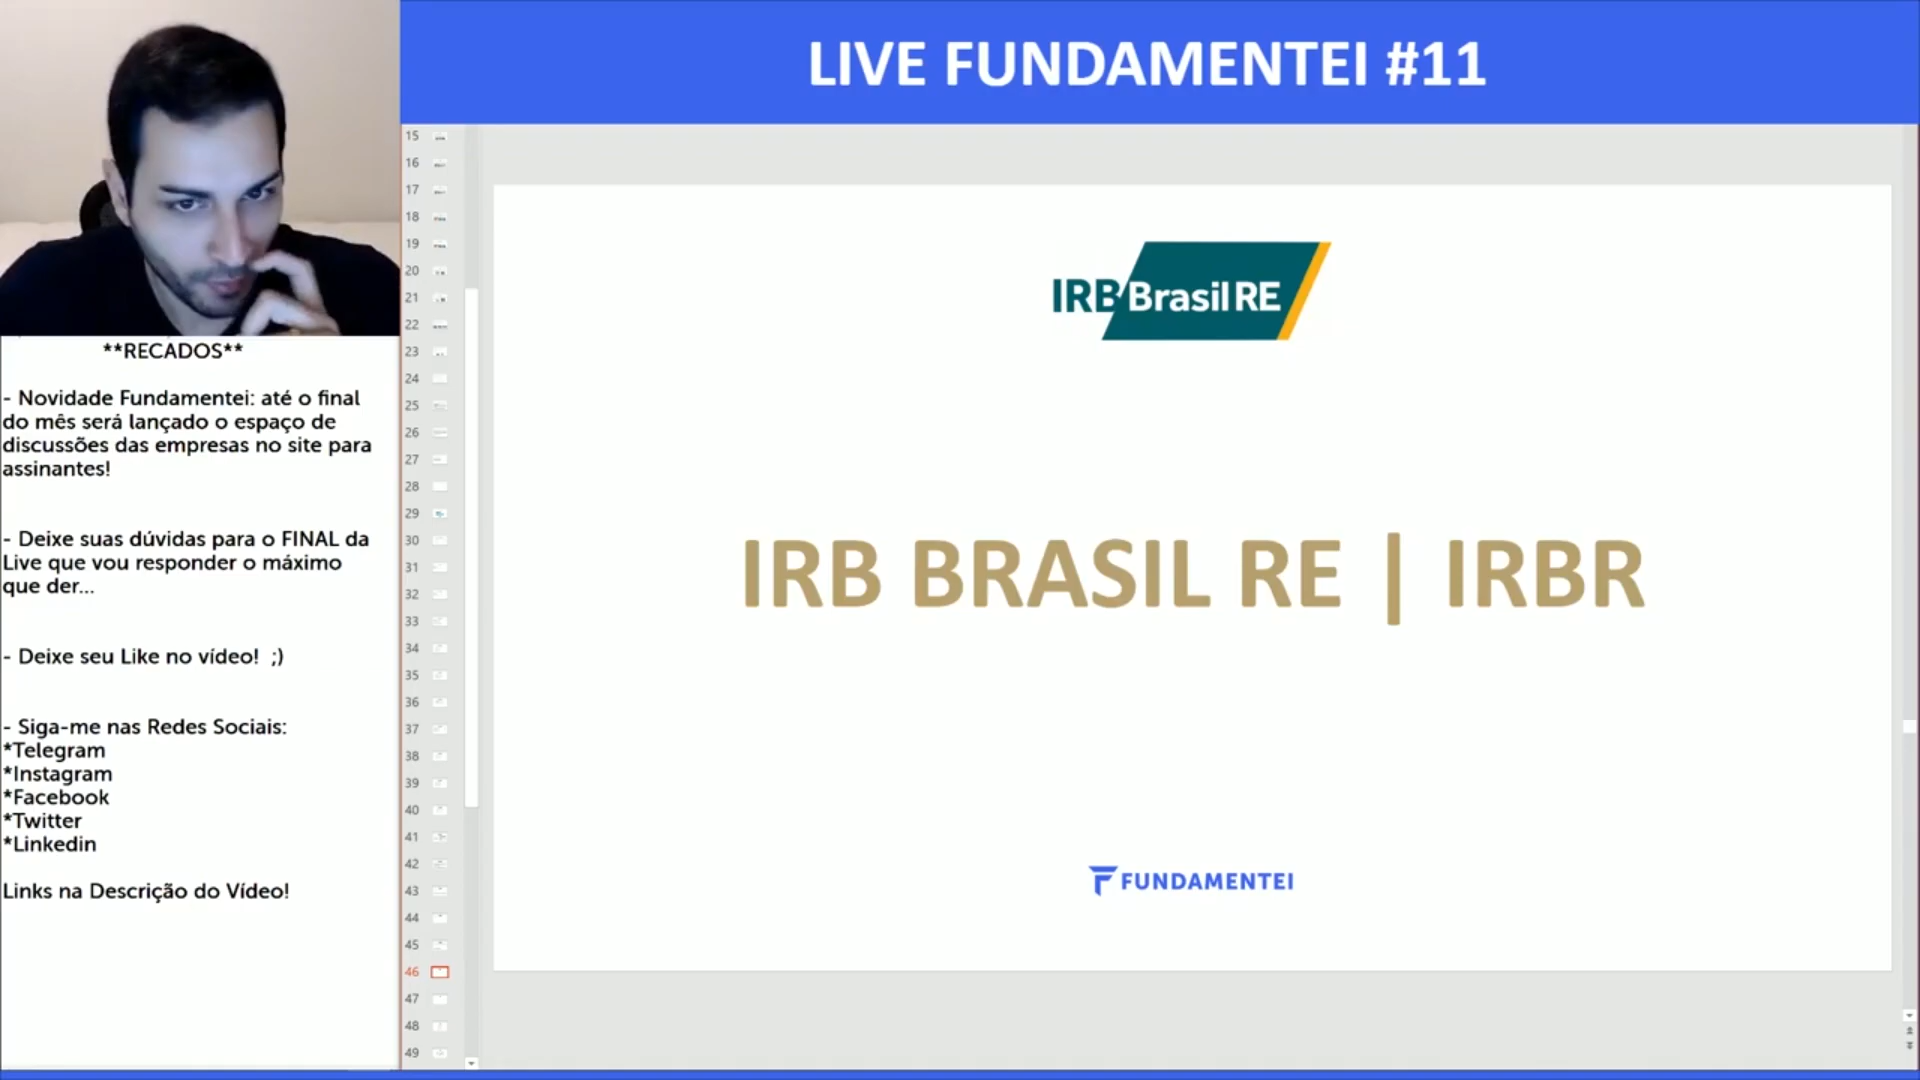 LIVE FUNDAMENTEI #11
**RECADOS**
- Novidade Fundamentei: até o final
do mês será lançado o espaço de
discussões das empresas no site para
assinantes!
- Deixe suas dúvidas para o FINAL da
Live que vou responder o máximo
que der...
- Deixe seu Like no vídeo!  ;)
- Siga-me nas Redes Sociais:
*Telegram
*Instagram
*Facebook
*Twitter
*Linkedin
Links na Descrição do Vídeo!
15
16
17
18
19
20
21
22
23
24
25
26
27
28
29
30
31
32
33
34
35
36
37
38
39
40
41
42
43
44
45
46
47
48
49
IRB Brasil RE
IRB BRASIL RE | IRBR
FUNDAMENTEI